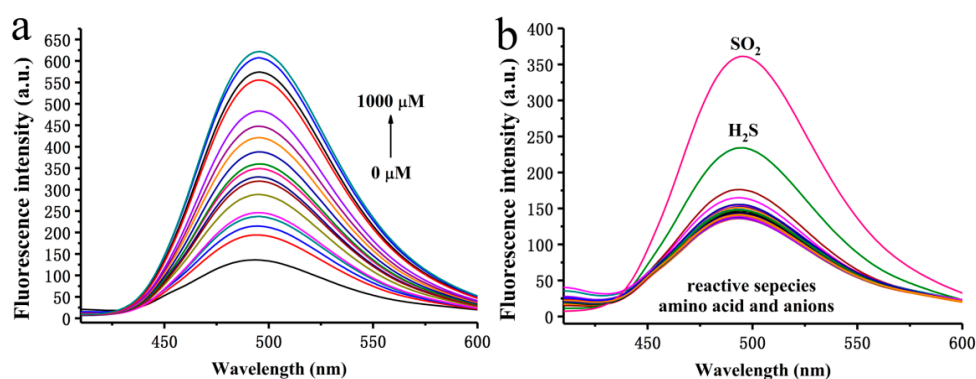 a
Fluorescence intensity (a.u.)
650
600
550
500
450
400
350
300
250
200
150
100
50
0
1000 μM
0 μM
450
500
550
600
Wavelength (nm)
b
Fluorescence intensity (a.u.)
400
350
300
250
200
150
100
50
0
SO₂
H₂S
reactive sepecies
amino acid and anions
450
500
550
600
Wavelength (nm)